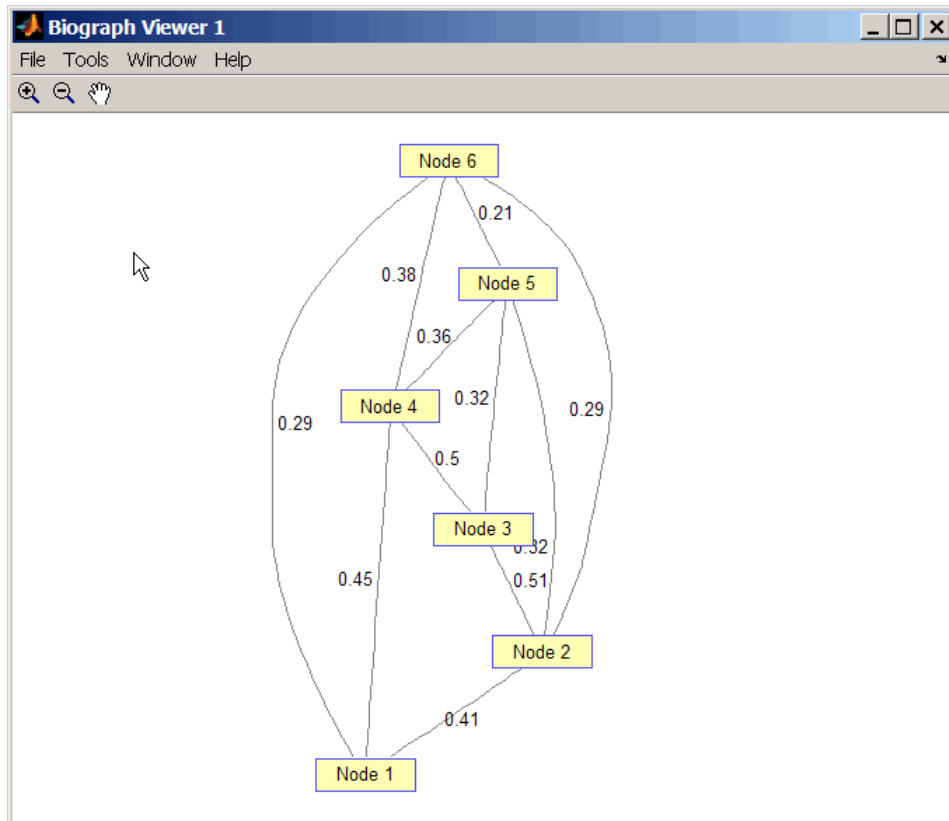 Biograph Viewer 1
File Tools Window Help
Node 6
0.21
0.38
Node 5
0.36
0.32
Node 4
0.29
0.29
0.5
Node 3
0.32
0.45
0.51
Node 2
0.41
Node 1